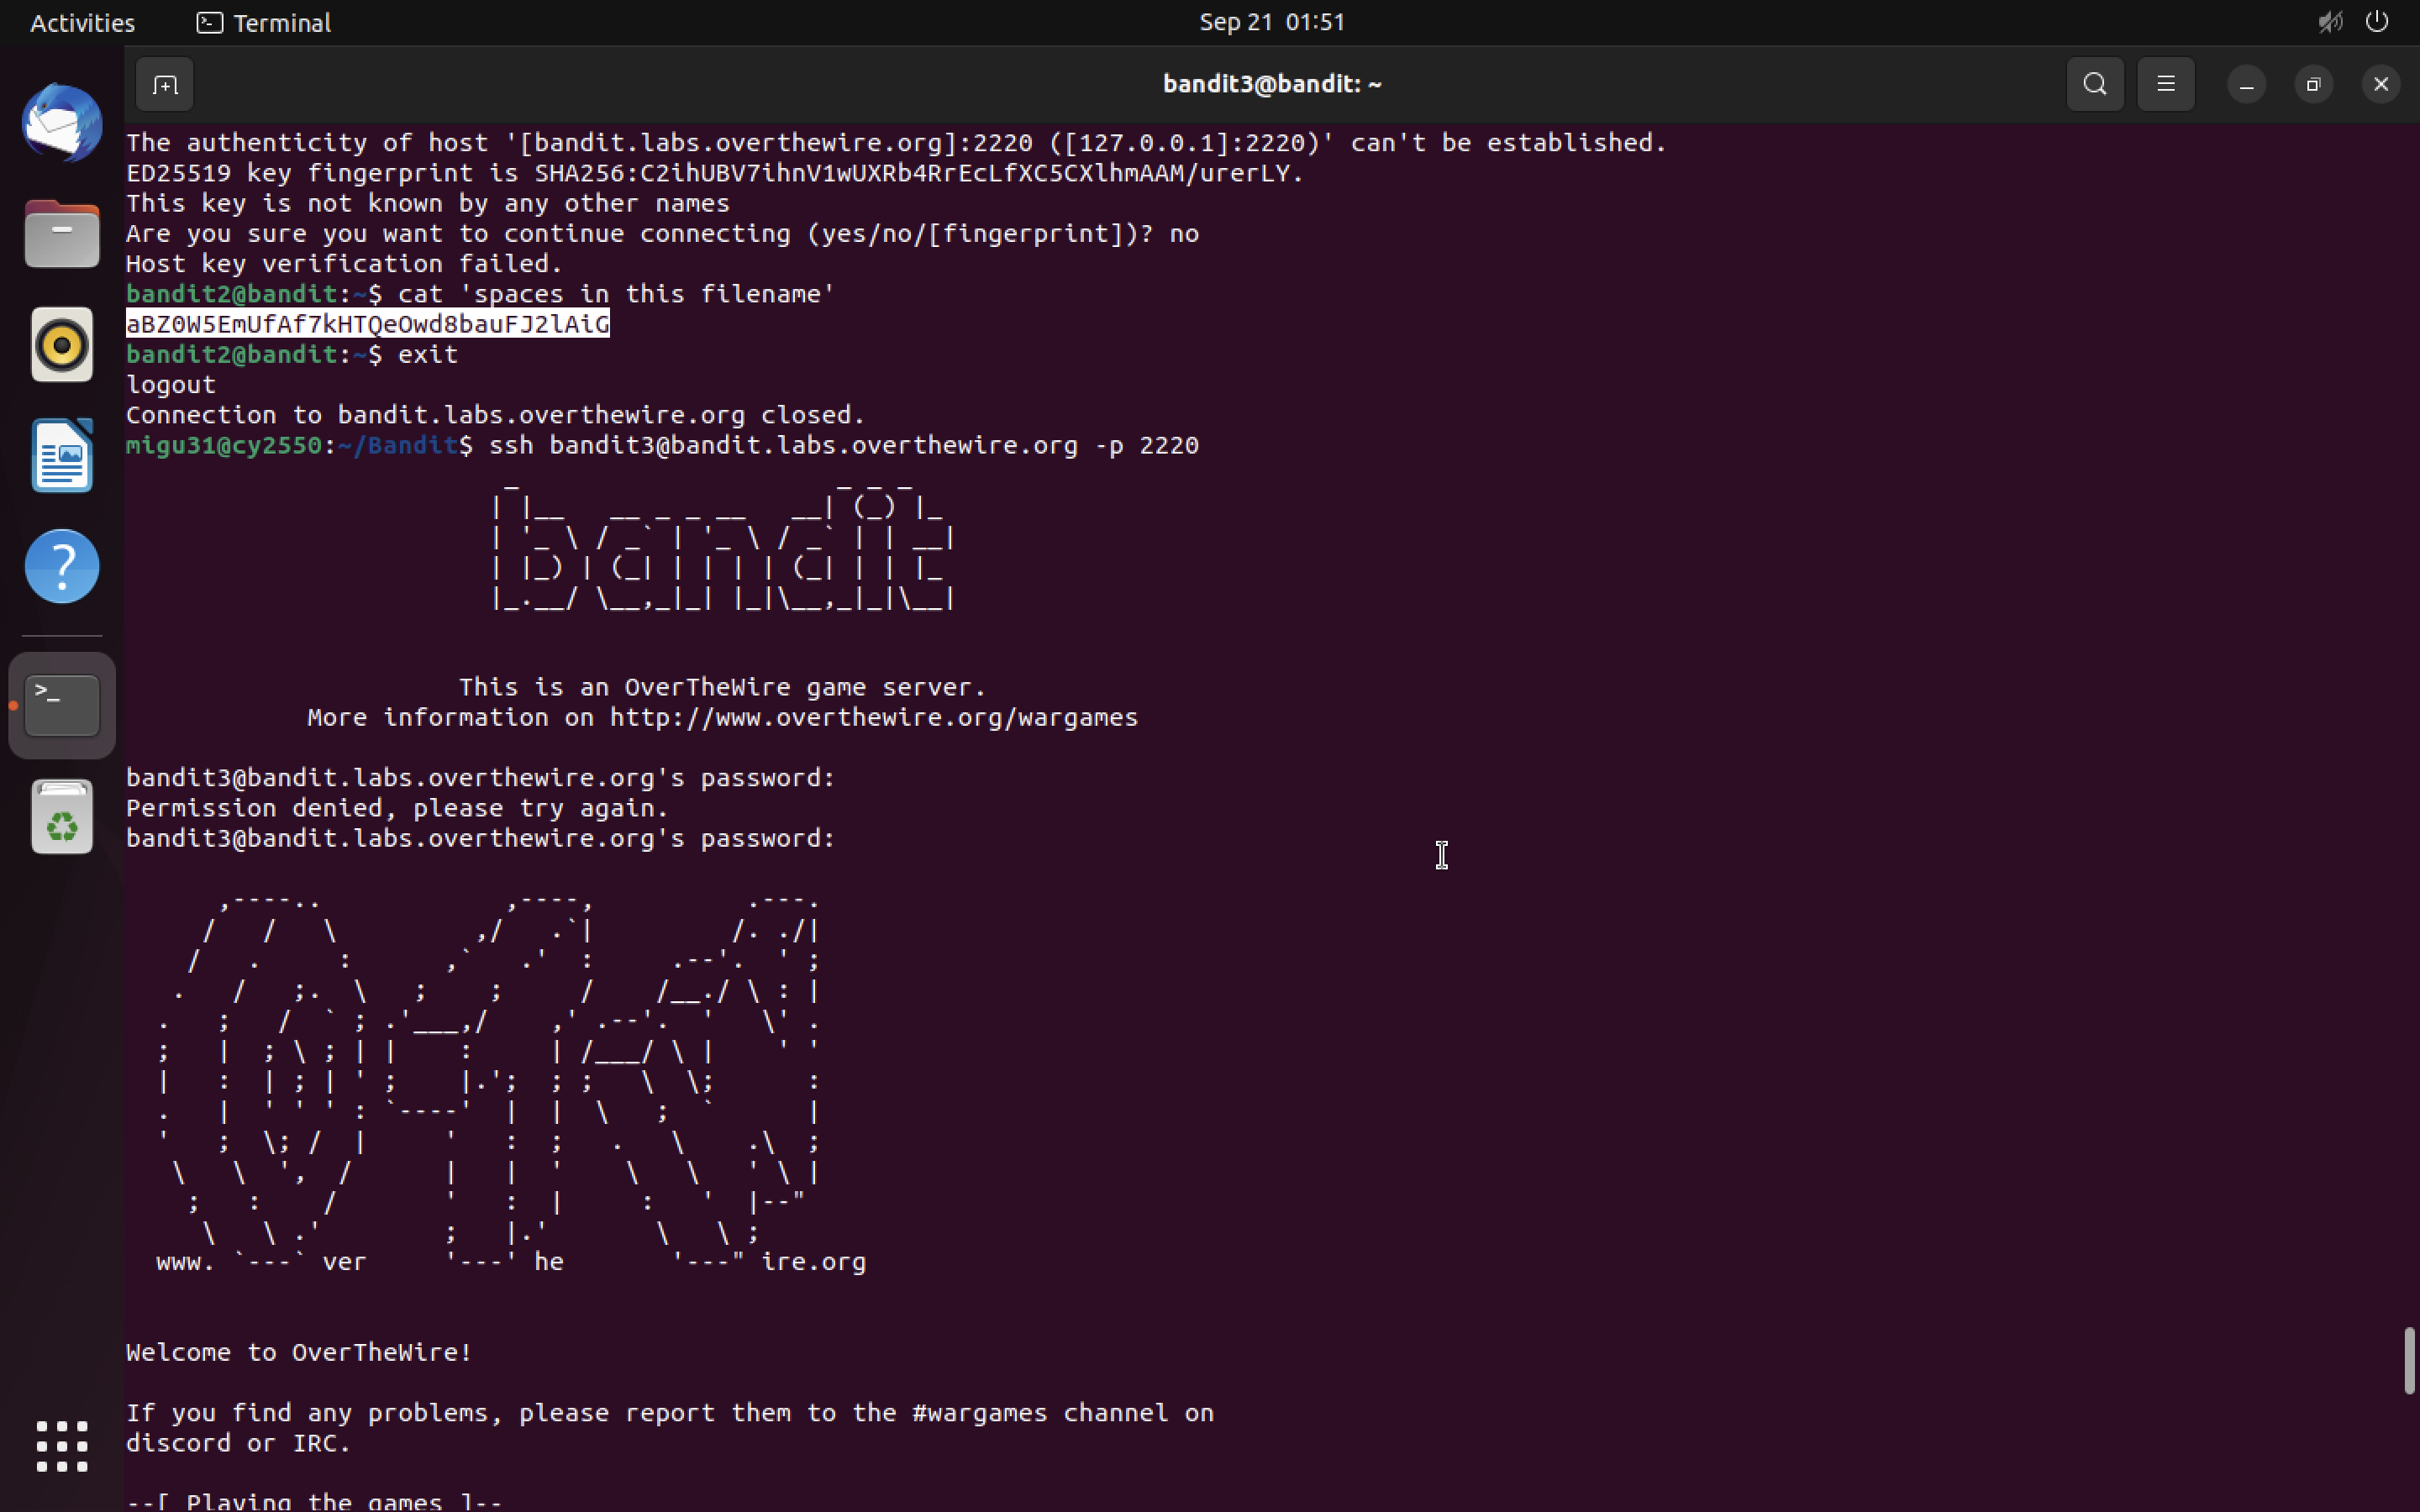 Activities
Terminal
Sep 21 01:51
bandit3@bandit: ~
The authenticity of host '[bandit.labs.overthewire.org]:2220 ([127.0.0.1]:2220)' can't be established.
ED25519 key fingerprint is SHA256:C2ihUBV7ihnV1wUXRb4RrEcLfXC5CXlhmAAM/urerLY.
This key is not known by any other names
Are you sure you want to continue connecting (yes/no/[fingerprint])? no
Host key verification failed.
bandit2@bandit:~$ cat 'spaces in this filename'
aBZ0W5EmUfAf7kHTQeOwd8bauFJ2lAiG
bandit2@bandit:~$ exit
logout
Connection to bandit.labs.overthewire.org closed.
migu31@cy2550:~/Bandit$ ssh bandit3@bandit.labs.overthewire.org -p 2220
bandit
This is an OverTheWire game server.
More information on http://www.overthewire.org/wargames
bandit3@bandit.labs.overthewire.org's password:
Permission denied, please try again.
bandit3@bandit.labs.overthewire.org's password:
www. `---` ver '---' he '---" ire.org
Welcome to OverTheWire!
If you find any problems, please report them to the #wargames channel on
discord or IRC.
--[ Playing the games ]--